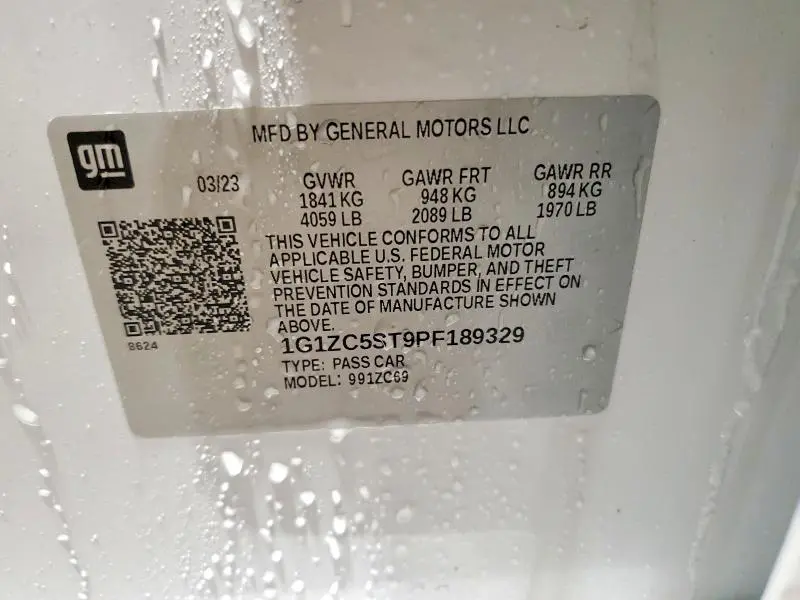 MFD BY GENERAL MOTORS LLC
gm
03/23
GVWR GAWR FRT GAWR RR
1841 KG 948 KG 894 KG
4059 LB 2089 LB 1970 LB
THIS VEHICLE CONFORMS TO ALL
APPLICABLE U.S. FEDERAL MOTOR
VEHICLE SAFETY, BUMPER, AND THEFT
PREVENTION STANDARDS IN EFFECT ON
THE DATE OF MANUFACTURE SHOWN
ABOVE.
8624
1G1ZC5ST9PF189329
TYPE: PASS CAR
MODEL: 991ZC69